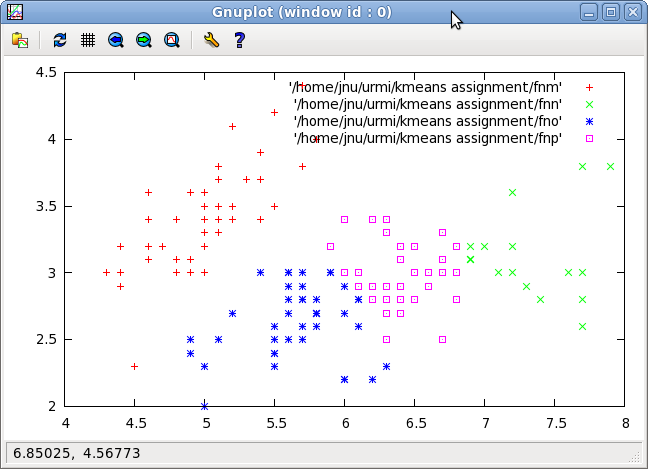 Gnuplot (window id : 0)
4.5
'/home/jnu/urmi/kmeans assignment/fnm'
'/home/jnu/urmi/kmeans assignment/fnn'
'/home/jnu/urmi/kmeans assignment/fno'
'/home/jnu/urmi/kmeans assignment/fnp'
4
3.5
3
2.5
2
4 4.5 5 5.5 6 6.5 7 7.5 8
6.85025, 4.56773